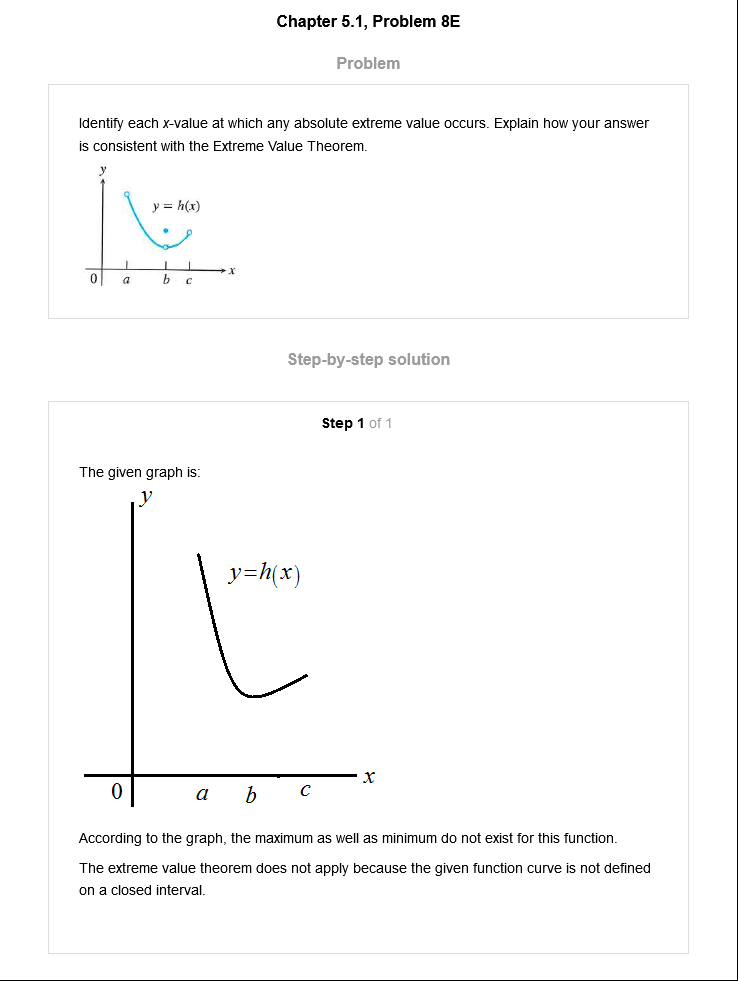 Chapter 5.1, Problem 8E
Problem
Identify each x-value at which any absolute extreme value occurs. Explain how your answer
is consistent with the Extreme Value Theorem.
y
y = h(x)
x
0 a b c
Step-by-step solution
Step 1 of 1
The given graph is:
y
y=h(x)
x
0 a b c
According to the graph, the maximum as well as minimum do not exist for this function.
The extreme value theorem does not apply because the given function curve is not defined
on a closed interval.